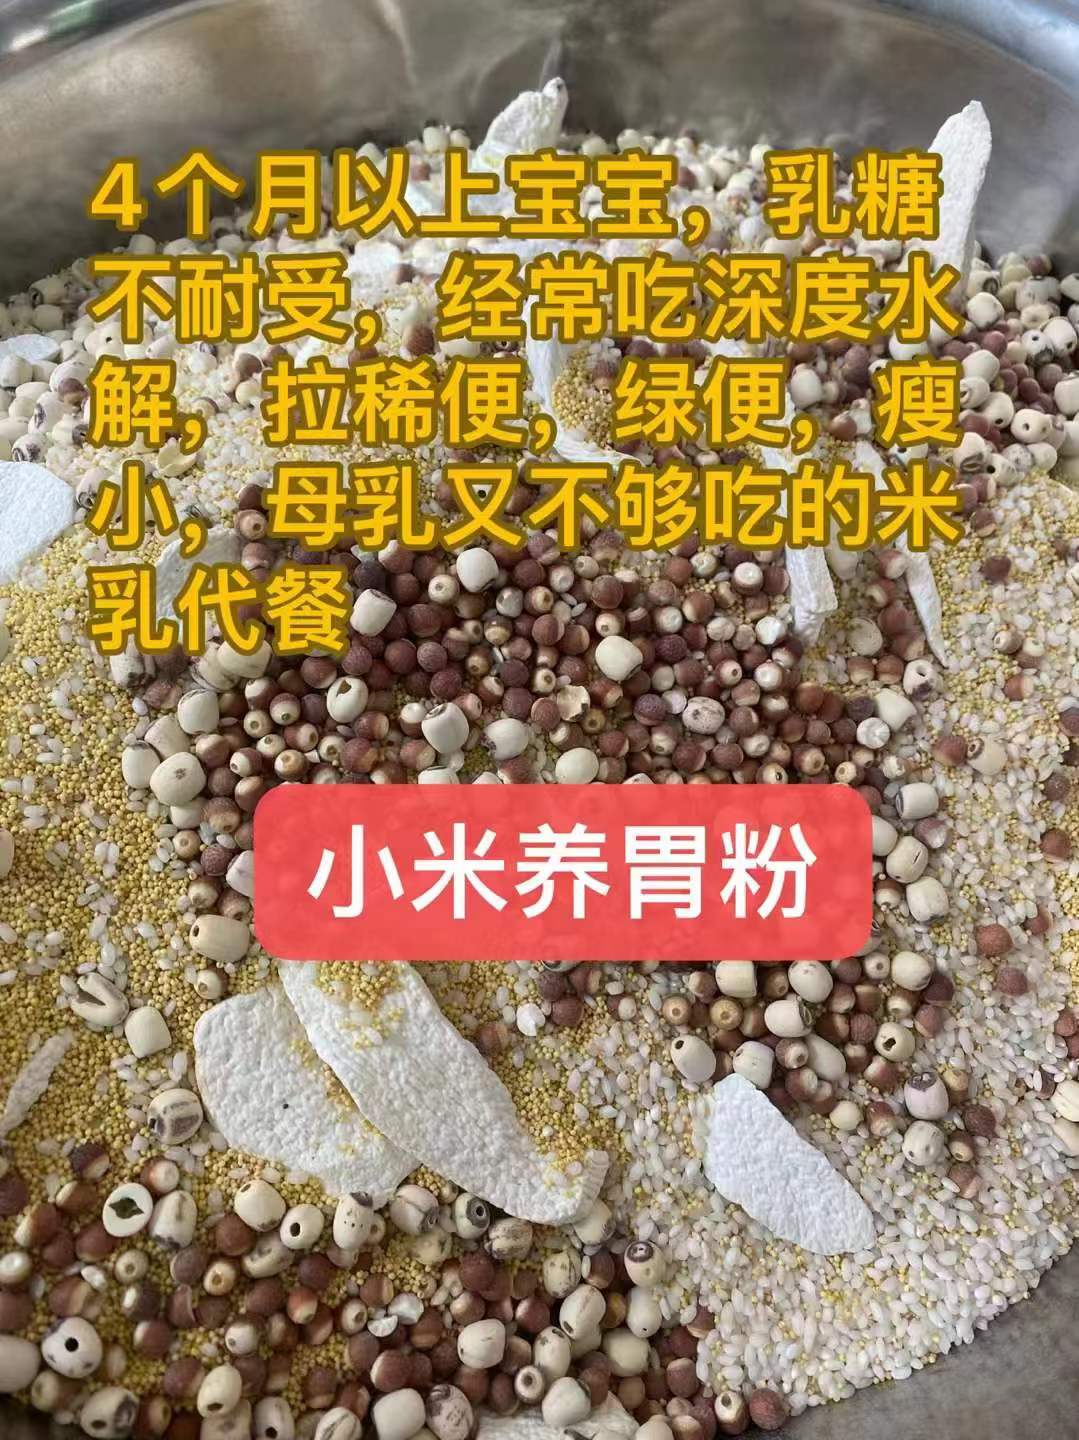 4个月以上宝宝，乳糖
不耐受，经常吃深度水
解，拉稀便，绿便，瘦
小，母乳又不够吃的米
乳代餐
小米养胃粉